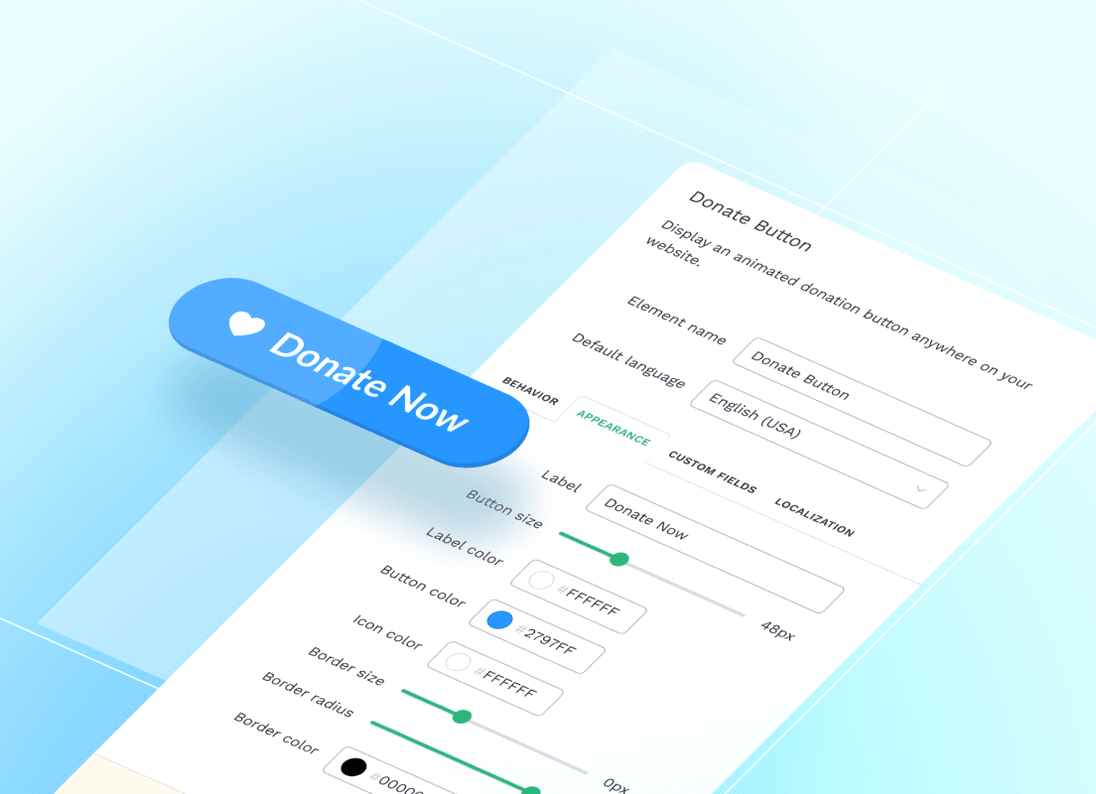 Donate Now
Donate Button
Display an animated donation button anywhere on your
website.
Element name
Donate Button
Default language
English (USA)
BEHAVIOR
APPEARANCE
CUSTOM FIELDS
LOCALIZATION
Label
Donate Now
Button size
48px
Label color
#FFFFFF
Button color
#2797FF
Icon color
#FFFFFF
Border size
0px
Border radius
Border color